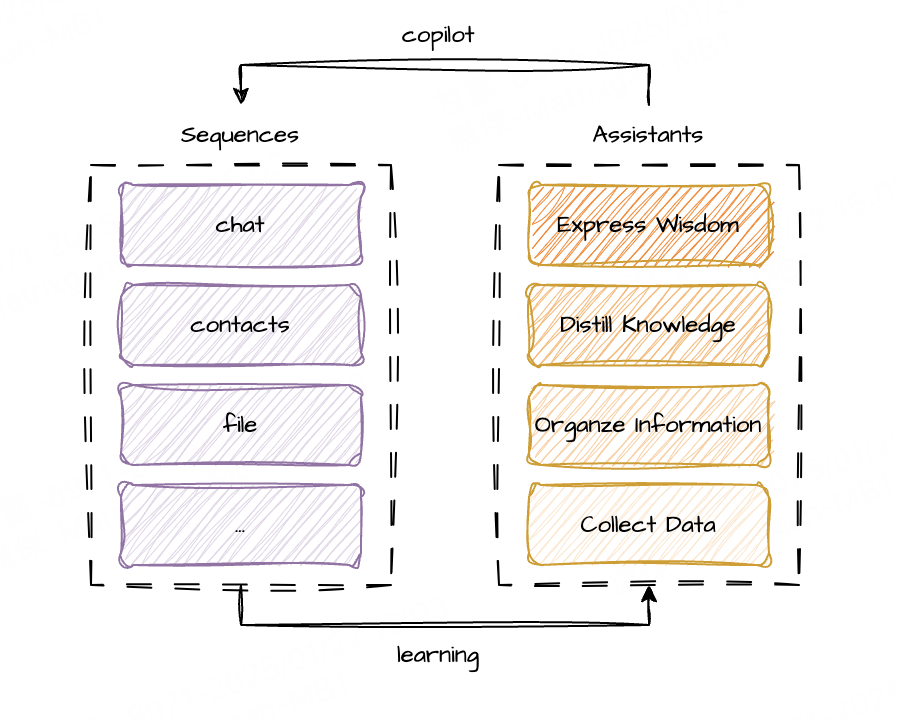 copilot
Sequences
Assistants
chat
Express Wisdom
contacts
Distill Knowledge
file
Organze Information
...
Collect Data
learning